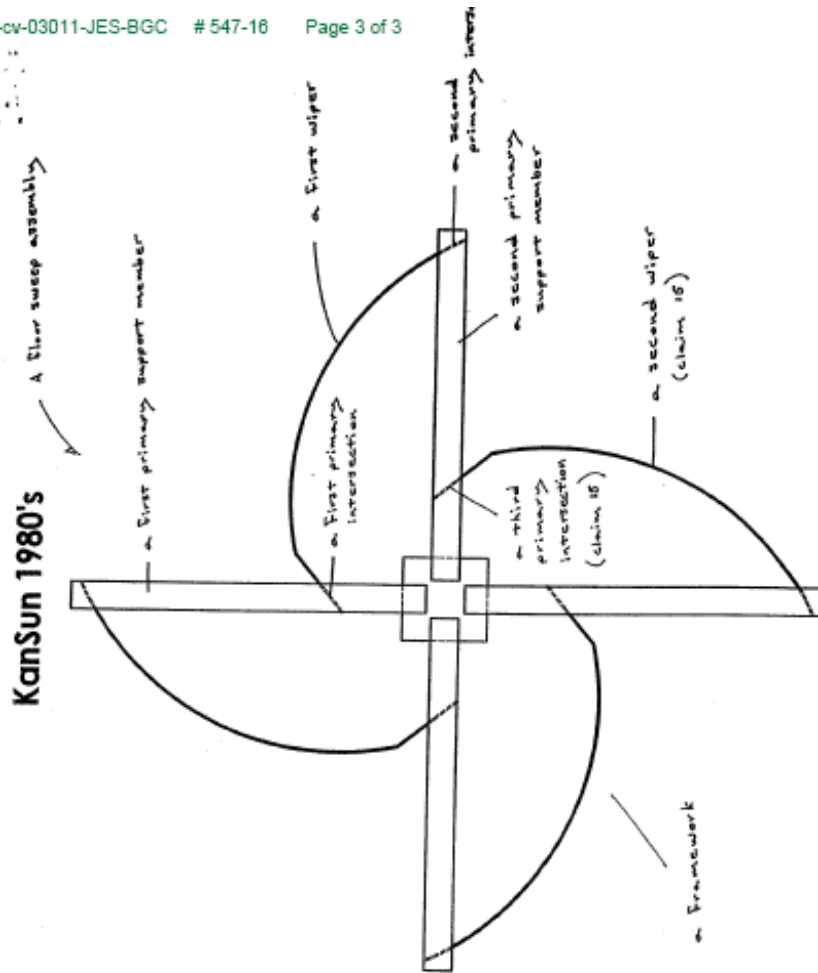 -cv-03011-JES-BGC # 547-16 Page 3 of 3
KanSun 1980's
A floor sweep assembly
a first primary support member
a first wiper
a first primary
intersection
a second
primary
a second primary
support member
a third
primary
intersection
(claim 15)
a second wiper
(claim 15)
a framework